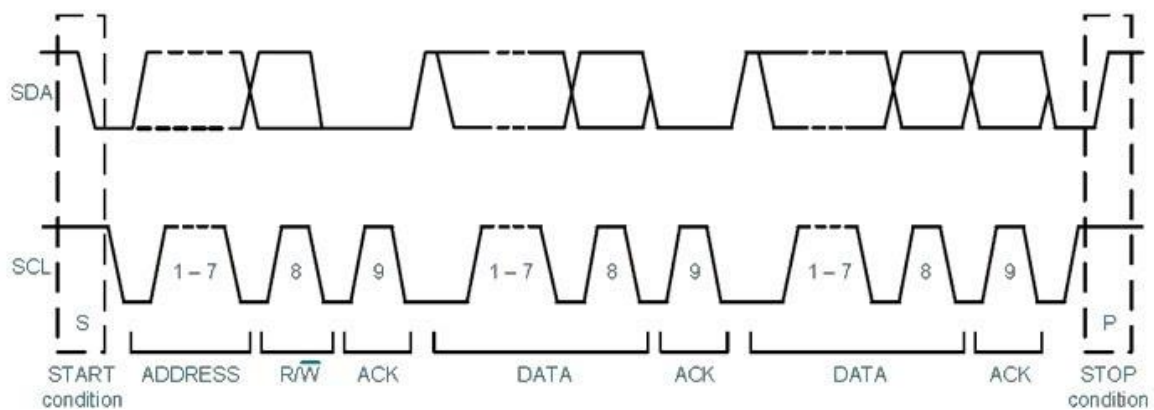 SDA
SCL
1 – 7 8 9 1 – 7 8 9 1 – 7 8 9
S P
START ADDRESS R/W̅ ACK DATA ACK DATA ACK STOP
condition condition